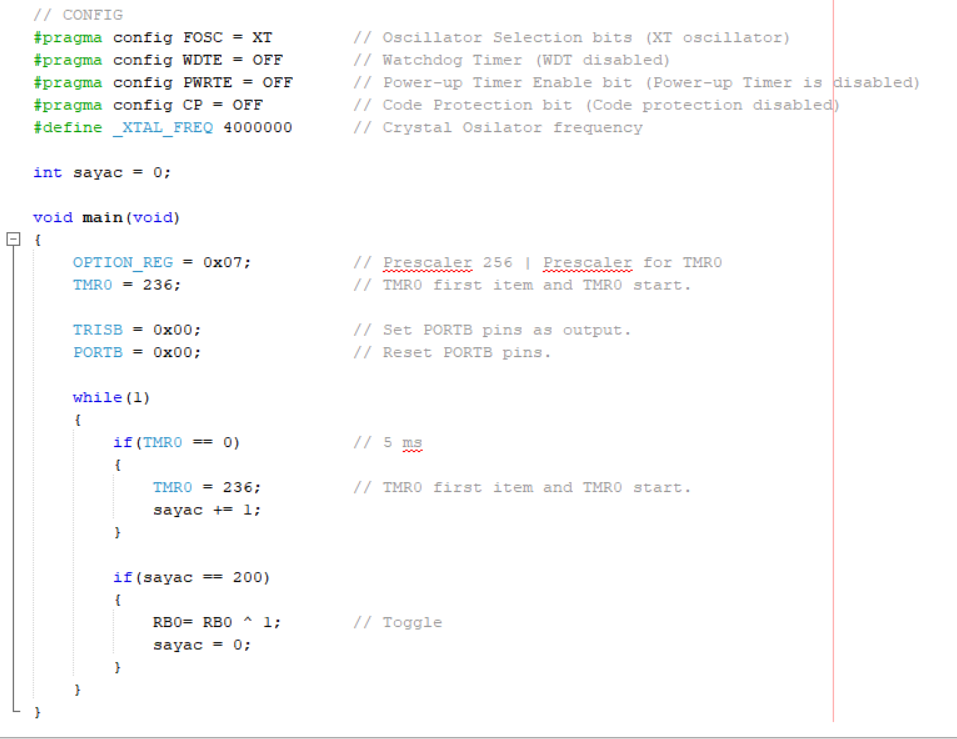 // CONFIG
#pragma config FOSC = XT // Oscillator Selection bits (XT oscillator)
#pragma config WDTE = OFF // Watchdog Timer (WDT disabled)
#pragma config PWRTE = OFF // Power-up Timer Enable bit (Power-up Timer is disabled)
#pragma config CP = OFF // Code Protection bit (Code protection disabled)
#define _XTAL_FREQ 4000000 // Crystal Osilator frequency
int sayac = 0;
void main(void)
{
OPTION_REG = 0x07; // Prescaler 256 | Prescaler for TMR0
TMR0 = 236; // TMR0 first item and TMR0 start.
TRISB = 0x00; // Set PORTB pins as output.
PORTB = 0x00; // Reset PORTB pins.
while(1)
{
if(TMR0 == 0) // 5 ms
{
TMR0 = 236; // TMR0 first item and TMR0 start.
sayac += 1;
}
if(sayac == 200)
{
RB0= RB0 ^ 1; // Toggle
sayac = 0;
}
}
}